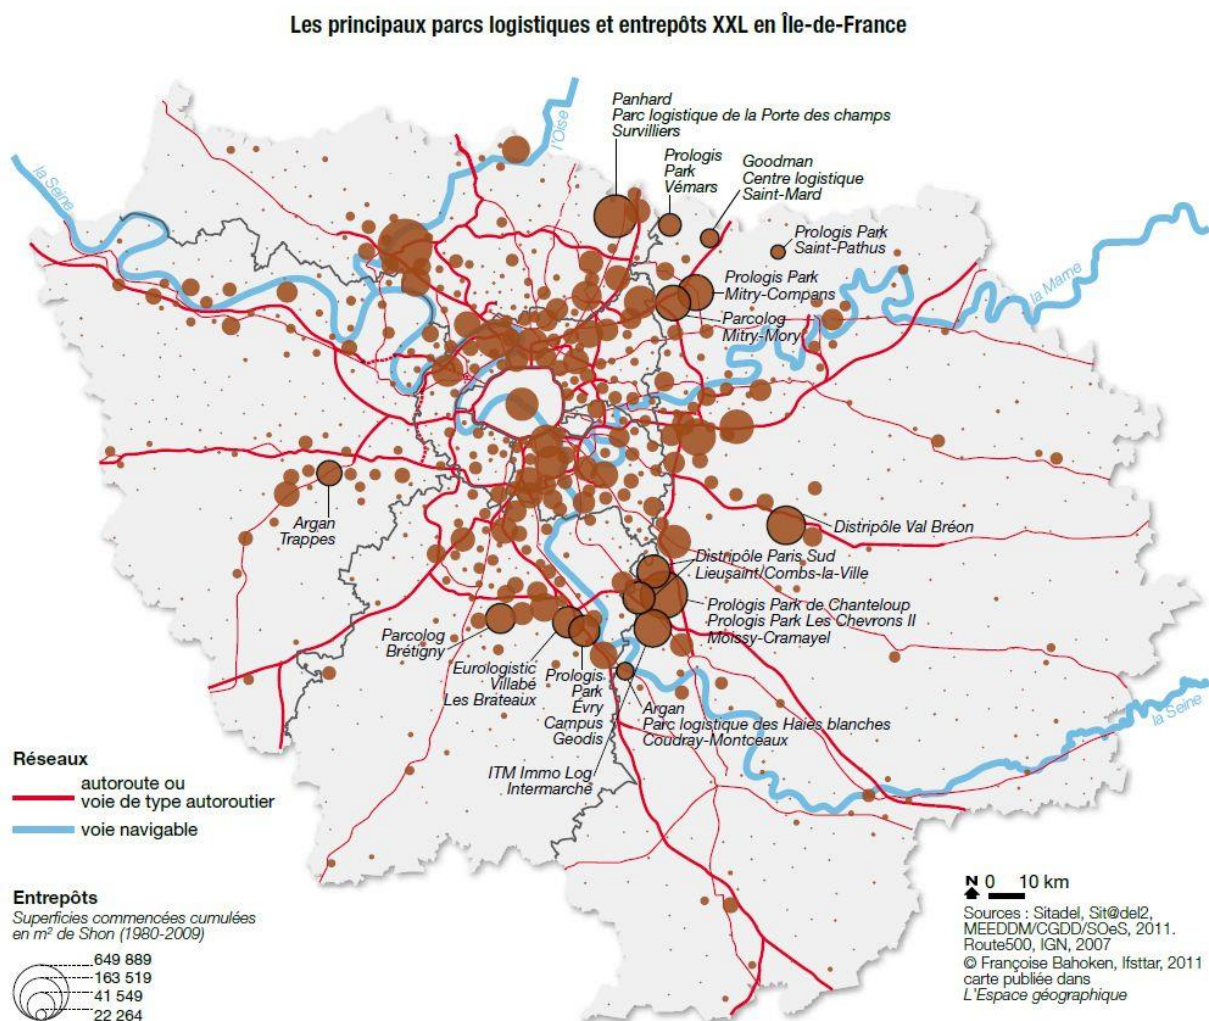 Les principaux parcs logistiques et entrepôts XXL en Île-de-France
Panhard
Parc logistique de la Porte des champs
Survilliers
Prologis
Park
Vémars
Goodman
Centre logistique
Saint-Mard
Prologis Park
Saint-Pathus
l'Oise
la Seine
la Marne
Prologis Park
Mitry-Compans
Parcolog
Mitry-Mory
Argan
Trappes
Distripôle Val Bréon
Distripôle Paris Sud
Lieusaint/Combs-la-Ville
Prologis Park de Chanteloup
Prologis Park Les Chevrons II
Moissy-Cramayel
Parcolog
Brétigny
Eurologistic
Villabé
Les Brateaux
Prologis
Park
Evry
Campus
Geodis
Argan
Parc logistique des Haies blanches
Coudray-Montceaux
ITM Immo Log
Intermarché
la Seine
Réseaux
autoroute ou
voie de type autoroutier
voie navigable
Entrepôts
Superficies commencées cumulées
en m² de Shon (1980-2009)
649 889
163 519
41 549
22 264
N 0 10 km
Sources : Sitadel, Sit@del2,
MEEDDM/CGDD/SOeS, 2011.
Route500, IGN, 2007
© Françoise Bahoken, Ifsttar, 2011
carte publiée dans
L'Espace géographique